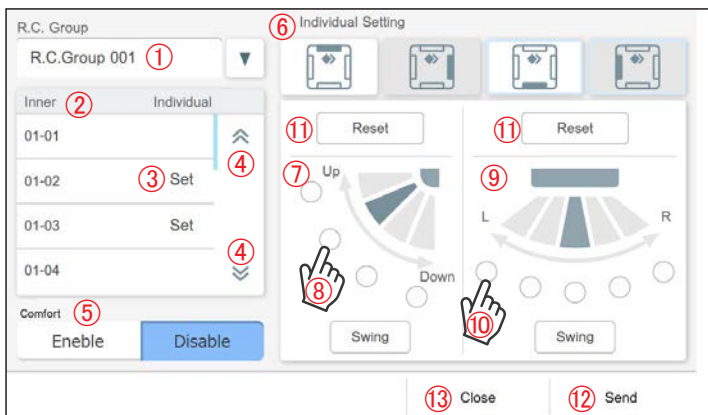 R.C. Group
R.C.Group 001 ① ▼
Inner ② Individual
01-01
④
01-02 ③ Set
01-03 Set
④
01-04
Comfort ⑤
Eneble Disable
⑥ Individual Setting
⑪ Reset
⑦ Up
Down
⑧
Swing
⑪ Reset
⑨
L R
⑩
Swing
⑬ Close ⑫ Send